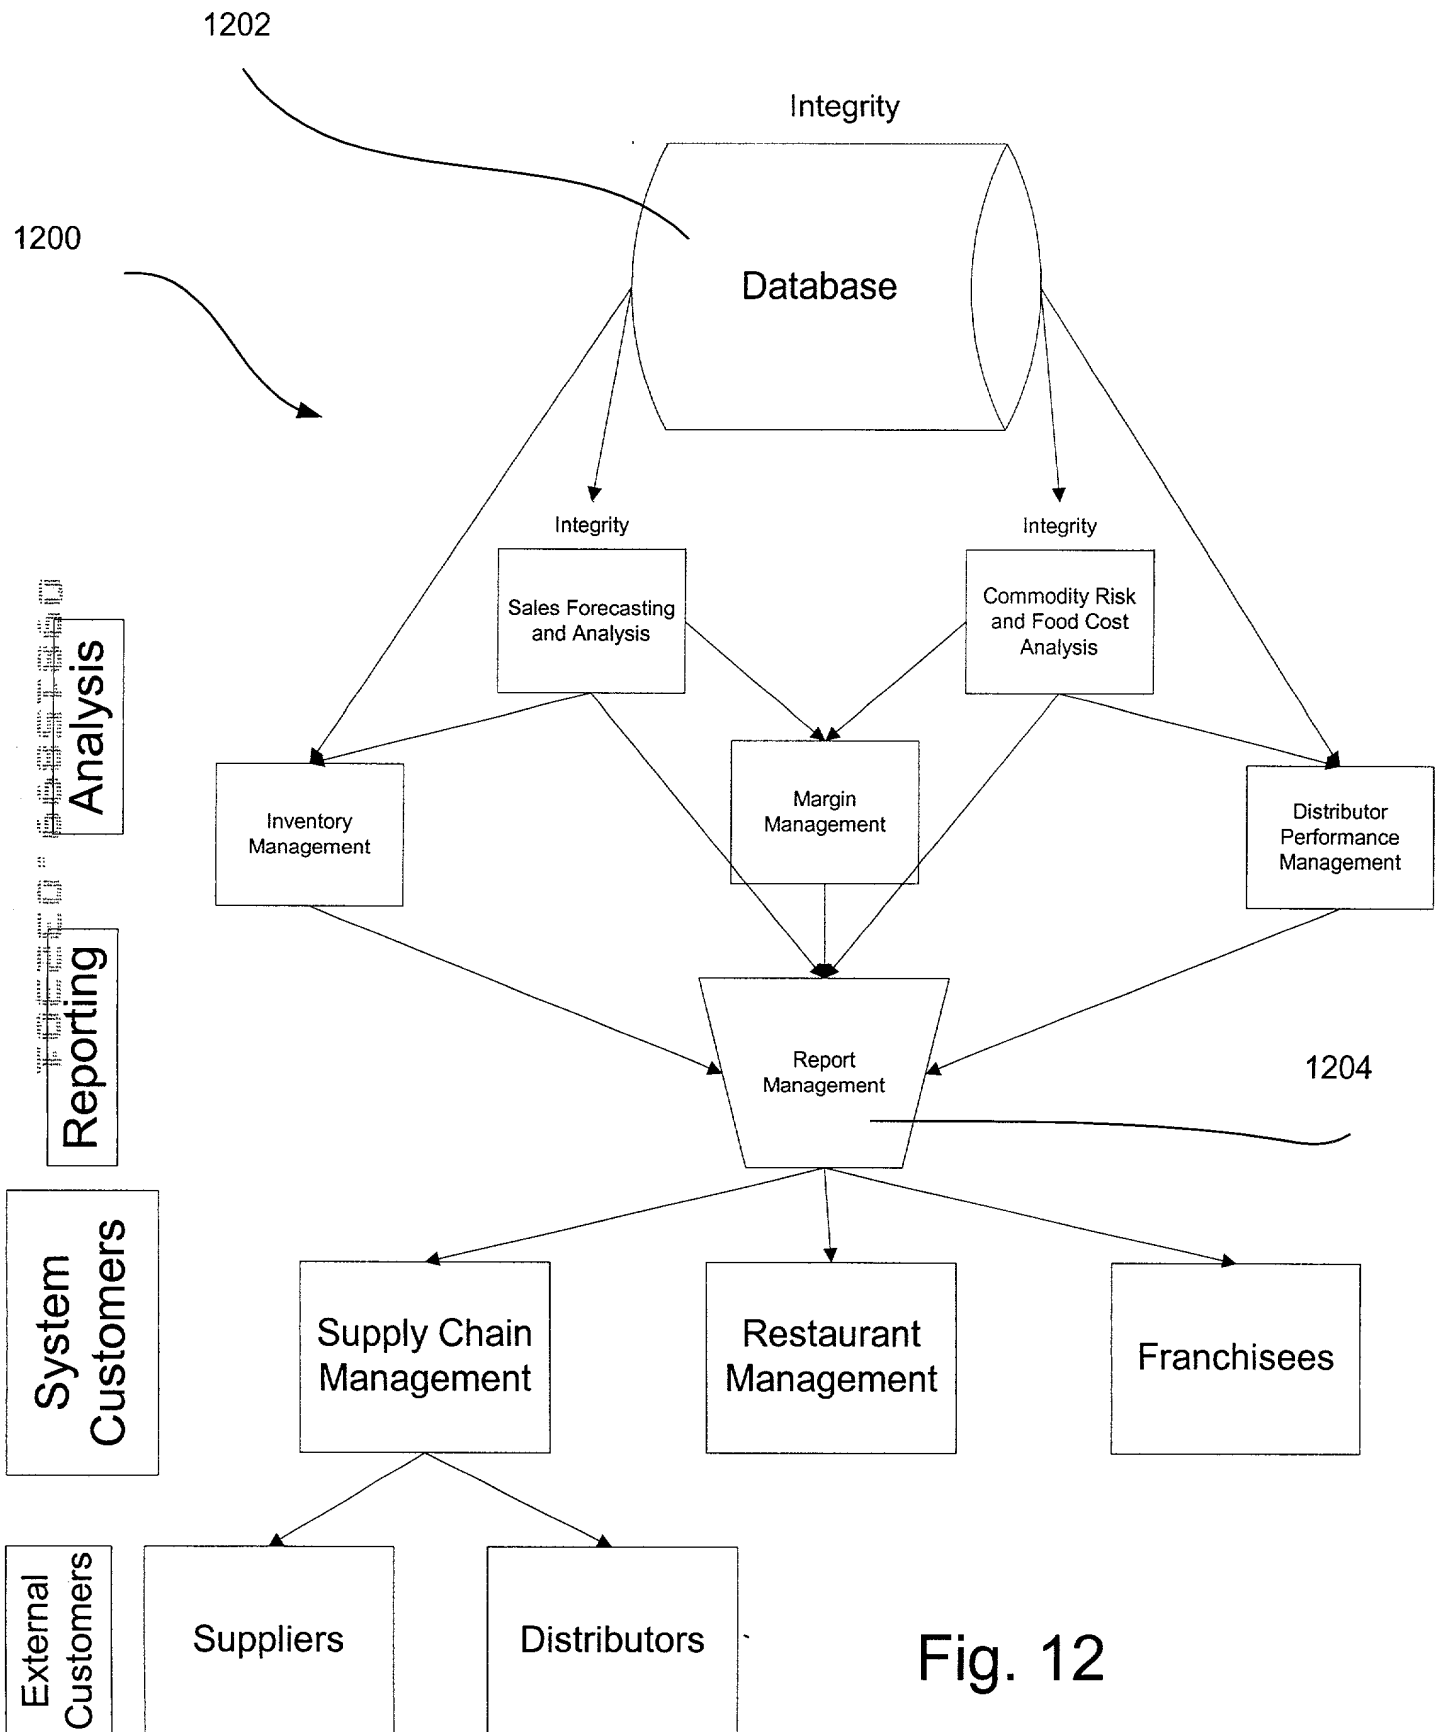 1202
Integrity
1200
Database
Integrity
Integrity
Sales Forecasting
and Analysis
Commodity Risk
and Food Cost
Analysis
Analysis
Inventory
Management
Margin
Management
Distributor
Performance
Management
Reporting
Report
Management
1204
System
Customers
Supply Chain
Management
Restaurant
Management
Franchisees
External
Customers
Suppliers
Distributors
Fig. 12